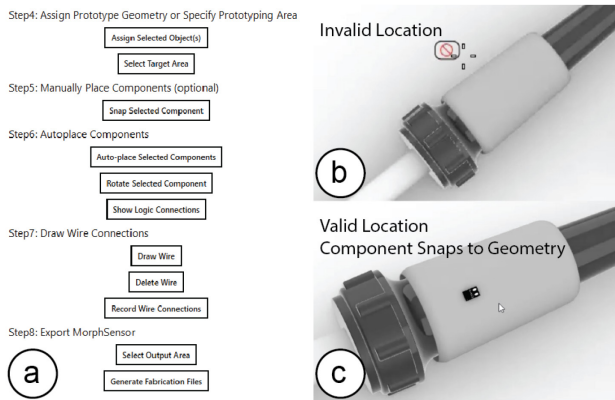 Step4: Assign Prototype Geometry or Specify Prototyping Area
Assign Selected Object(s)
Select Target Area
Step5: Manually Place Components (optional)
Snap Selected Component
Step6: Autoplace Components
Auto-place Selected Components
Rotate Selected Component
Show Logic Connections
Step7: Draw Wire Connections
Draw Wire
Delete Wire
Record Wire Connections
Step8: Export MorphSensor
Select Output Area
Generate Fabrication Files
a
Invalid Location
b
Valid Location
Component Snaps to Geometry
c